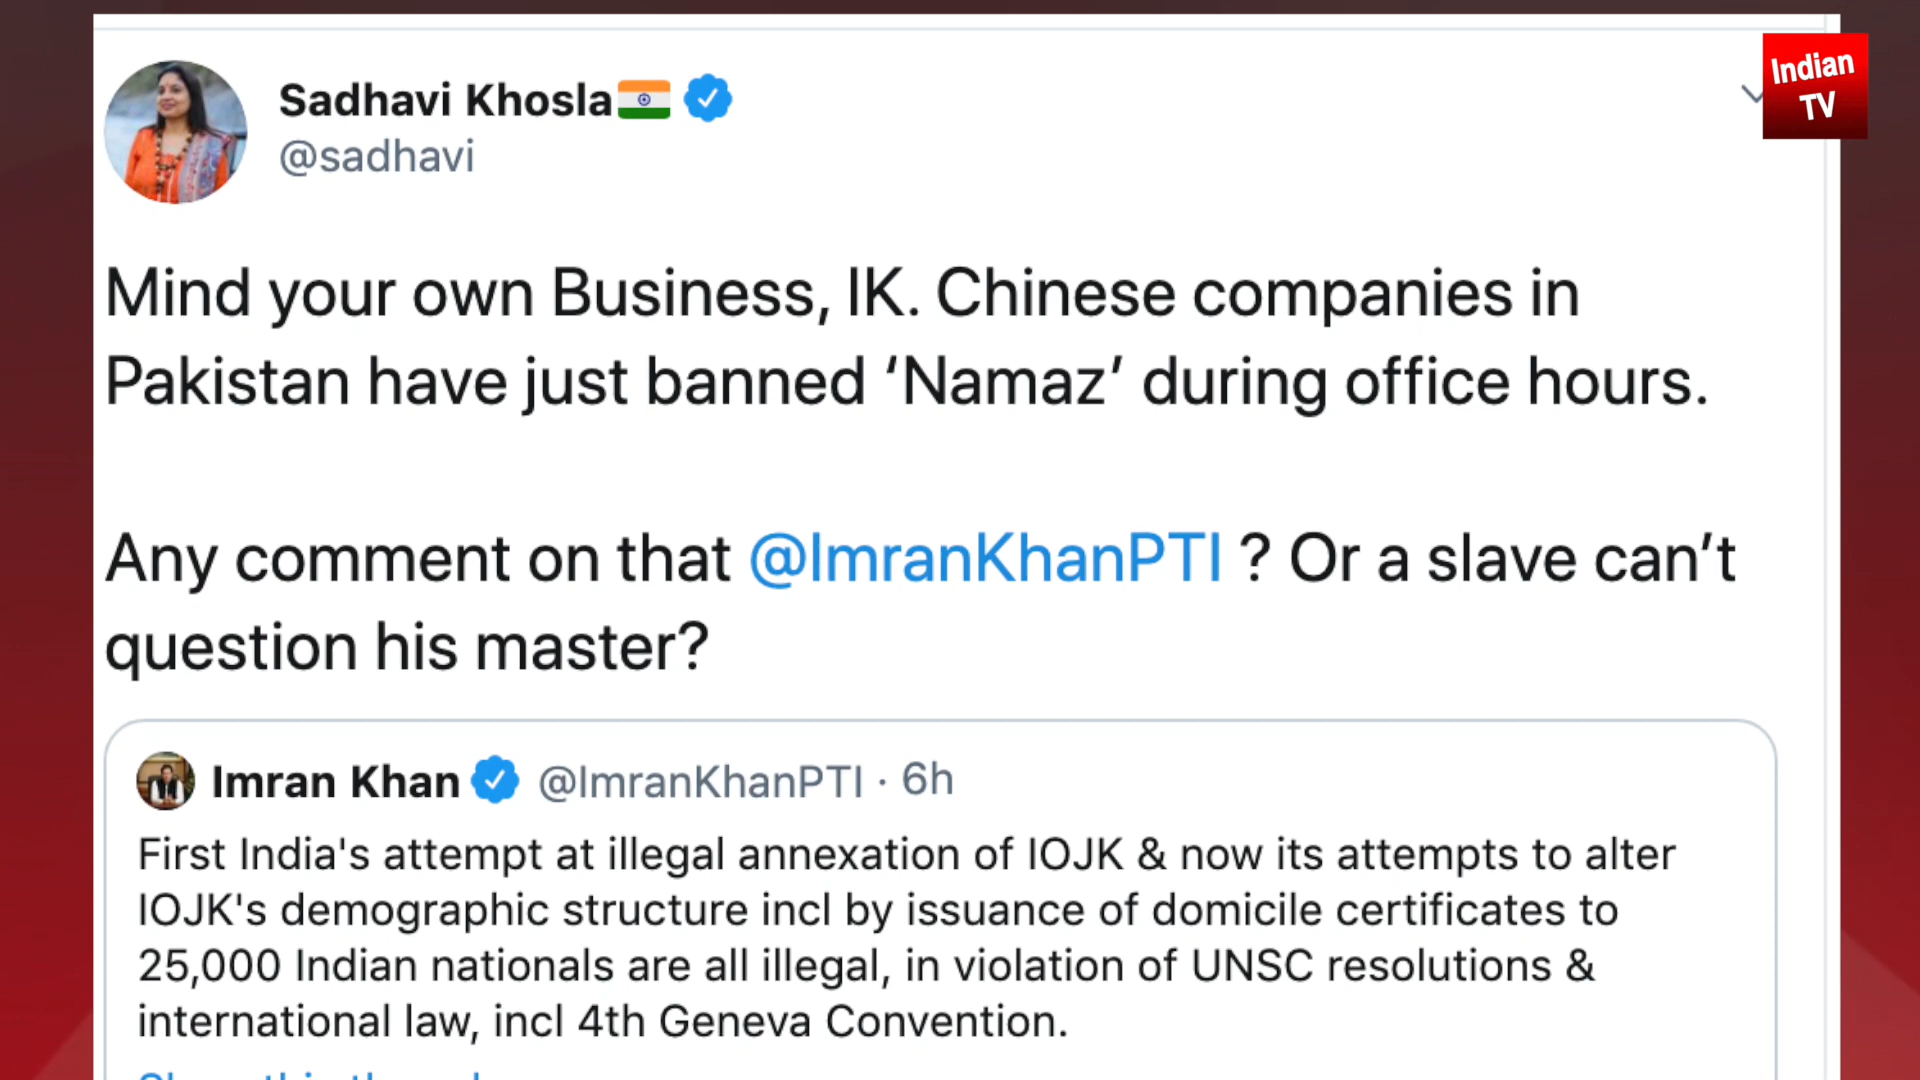 Indian
TV
Sadhavi Khosla
@sadhavi
Mind your own Business, IK. Chinese companies in
Pakistan have just banned ‘Namaz’ during office hours.
Any comment on that @ImranKhanPTI ? Or a slave can’t
question his master?
Imran Khan @ImranKhanPTI · 6h
First India's attempt at illegal annexation of IOJK & now its attempts to alter
IOJK's demographic structure incl by issuance of domicile certificates to
25,000 Indian nationals are all illegal, in violation of UNSC resolutions &
international law, incl 4th Geneva Convention.